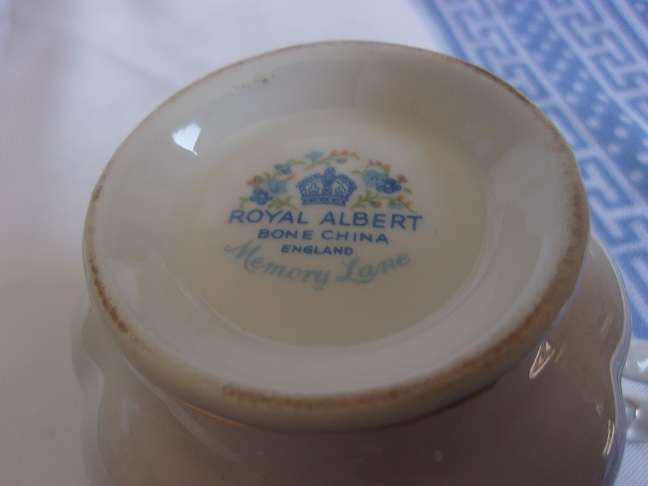 ROYAL ALBERT
BONE CHINA
ENGLAND
Memory Lane